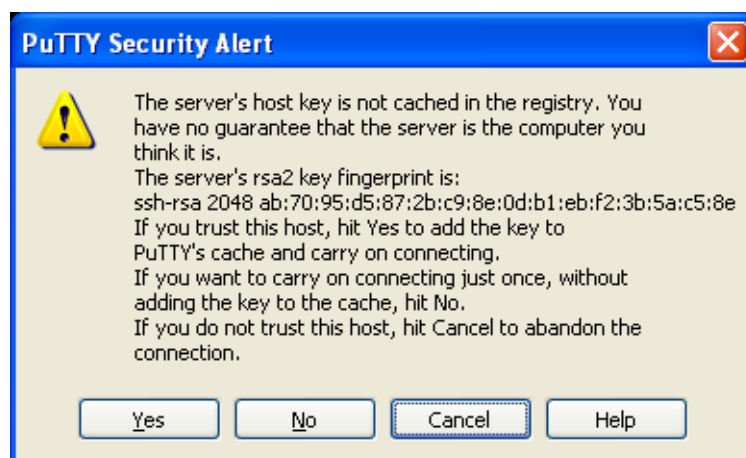 PuTTY Security Alert
The server's host key is not cached in the registry. You
have no guarantee that the server is the computer you
think it is.
The server's rsa2 key fingerprint is:
ssh-rsa 2048 ab:70:95:d5:87:2b:c9:8e:0d:b1:eb:f2:3b:5a:c5:8e
If you trust this host, hit Yes to add the key to
PuTTY's cache and carry on connecting.
If you want to carry on connecting just once, without
adding the key to the cache, hit No.
If you do not trust this host, hit Cancel to abandon the
connection.
Yes No Cancel Help